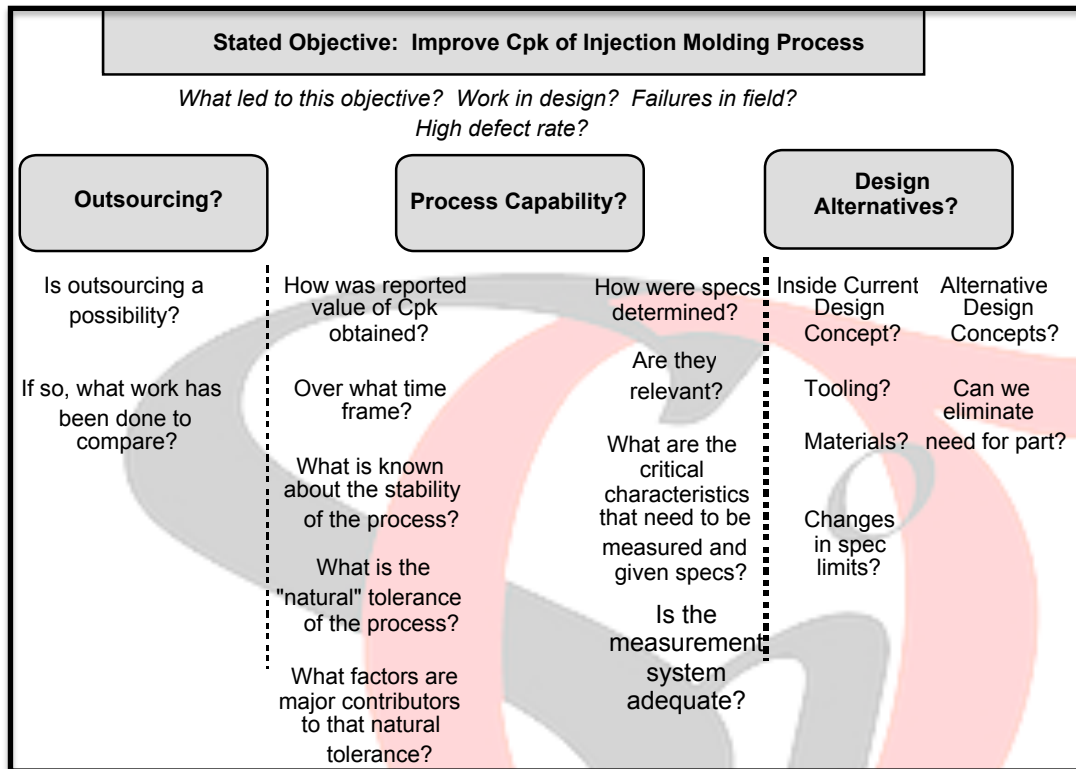 Stated Objective:  Improve Cpk of Injection Molding Process
What led to this objective?  Work in design?  Failures in field?
High defect rate?
Outsourcing?
Is outsourcing a
possibility?
If so, what work has
been done to
compare?
Process Capability?
How was reported
value of Cpk
obtained?
Over what time
frame?
What is known
about the stability
of the process?
What is the
"natural" tolerance
of the process?
What factors are
major contributors
to that natural
tolerance?
How were specs
determined?
Are they
relevant?
What are the
critical
characteristics
that need to be
measured and
given specs?
Is the
measurement
system
adequate?
Design
Alternatives?
Inside Current
Design
Concept?
Tooling?
Materials?
Changes
in spec
limits?
Alternative
Design
Concepts?
Can we
eliminate
need for part?